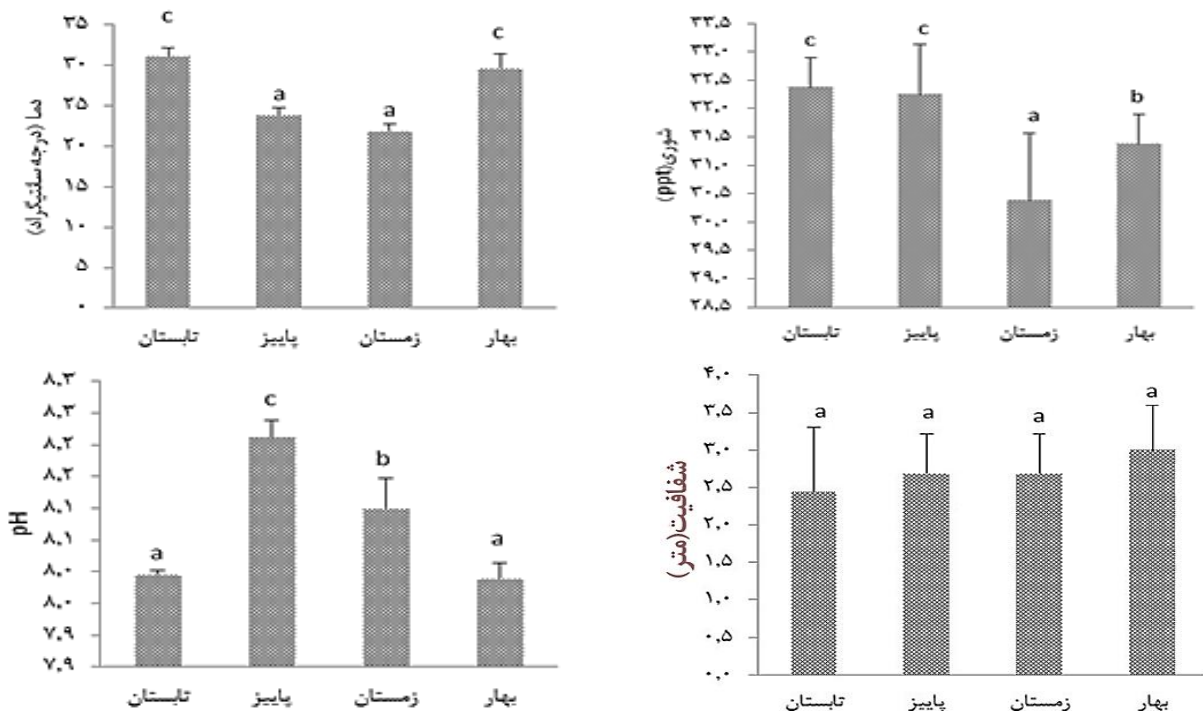 دما (درجه سانتیگراد)
۳۵
۳۰
۲۵
۲۰
۱۵
۱۰
۵
۰
c
a
a
c
تابستان
پاییز
زمستان
بهار
شوری(ppt)
۳۳,۵
۳۳,۰
۳۲,۵
۳۲,۰
۳۱,۵
۳۱,۰
۳۰,۵
۳۰,۰
۲۹,۵
۲۹,۰
۲۸,۵
c
c
a
b
تابستان
پاییز
زمستان
بهار
pH
۸,۳
۸,۳
۸,۲
۸,۲
۸,۱
۸,۱
۸,۰
۸,۰
۷,۹
۷,۹
a
c
b
a
تابستان
پاییز
زمستان
بهار
شفافیت(متر)
۴,۰
۳,۵
۳,۰
۲,۵
۲,۰
۱,۵
۱,۰
۰,۵
۰,۰
a
a
a
a
تابستان
پاییز
زمستان
بهار